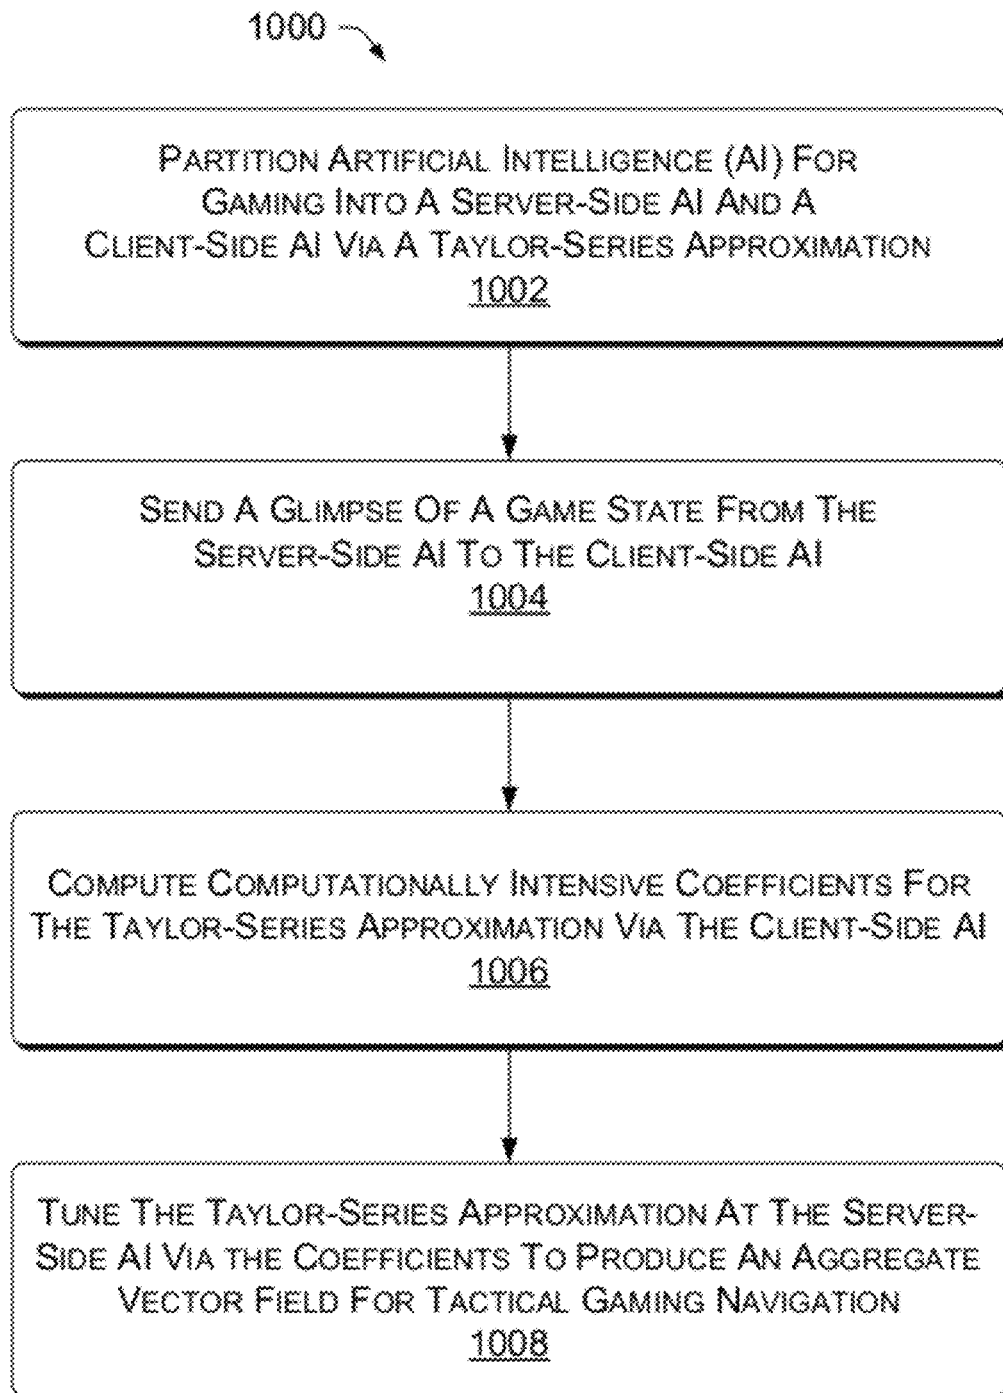 1000
PARTITION ARTIFICIAL INTELLIGENCE (AI) FOR
GAMING INTO A SERVER-SIDE AI AND A
CLIENT-SIDE AI VIA A TAYLOR-SERIES APPROXIMATION
1002
SEND A GLIMPSE OF A GAME STATE FROM THE
SERVER-SIDE AI TO THE CLIENT-SIDE AI
1004
COMPUTE COMPUTATIONALLY INTENSIVE COEFFICIENTS FOR
THE TAYLOR-SERIES APPROXIMATION VIA THE CLIENT-SIDE AI
1006
TUNE THE TAYLOR-SERIES APPROXIMATION AT THE SERVER-
SIDE AI VIA THE COEFFICIENTS TO PRODUCE AN AGGREGATE
VECTOR FIELD FOR TACTICAL GAMING NAVIGATION
1008